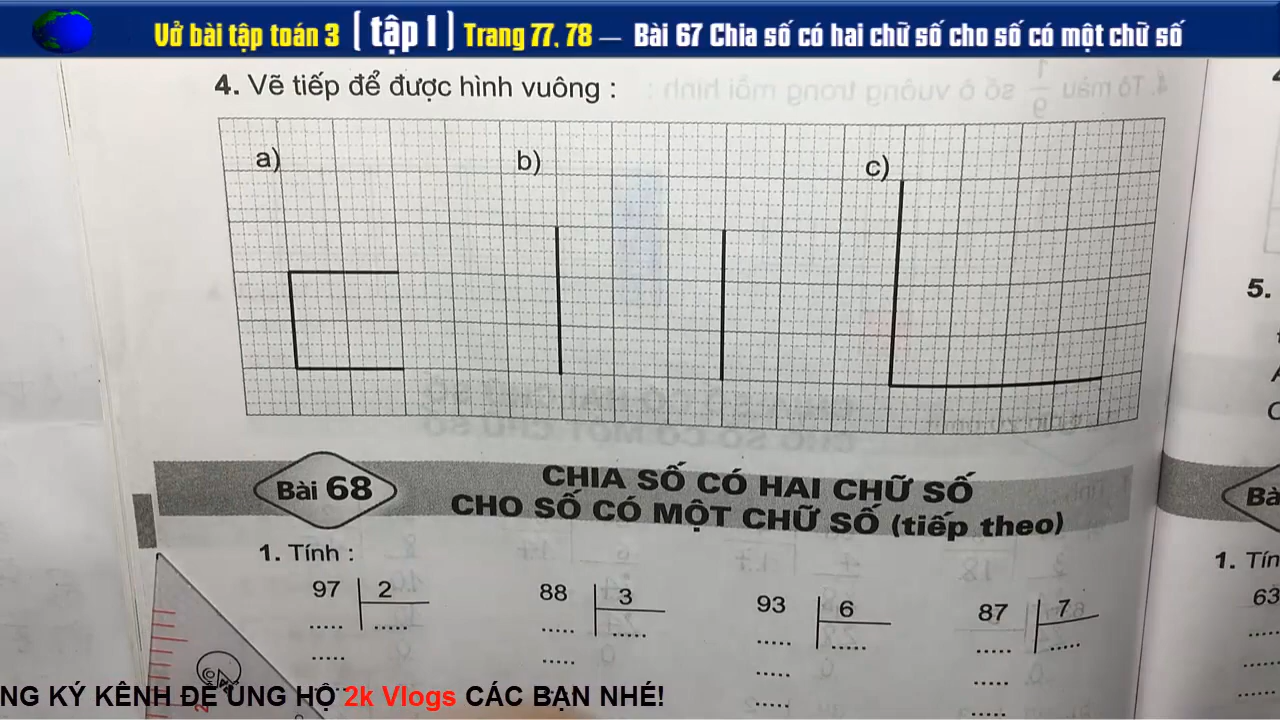 Vở bài tập toán 3 [ tập 1 ] Trang 77, 78 — Bài 67 Chia số có hai chữ số cho số có một chữ số
4. Vẽ tiếp để được hình vuông :
a) b) c)
5.
Bài 68
CHIA SỐ CÓ HAI CHỮ SỐ
CHO SỐ CÓ MỘT CHỮ SỐ (tiếp theo)
Bà
1. Tính :
1. Tín
97 2 88 3 93 6 87 7
63
..... ..... ..... ..... ..... ..... ..... .....
..... ..... ..... .....
NG KÝ KÊNH ĐỂ ỦNG HỘ 2k Vlogs CÁC BẠN NHÉ!